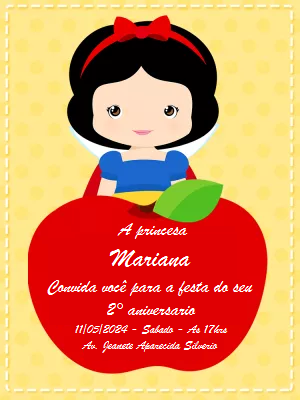 A princesa
Mariana
Convida você para a festa do seu
2º aniversario
11/05/2024 - Sabado - As 17hrs
Av. Jeanete Aparecida Silverio